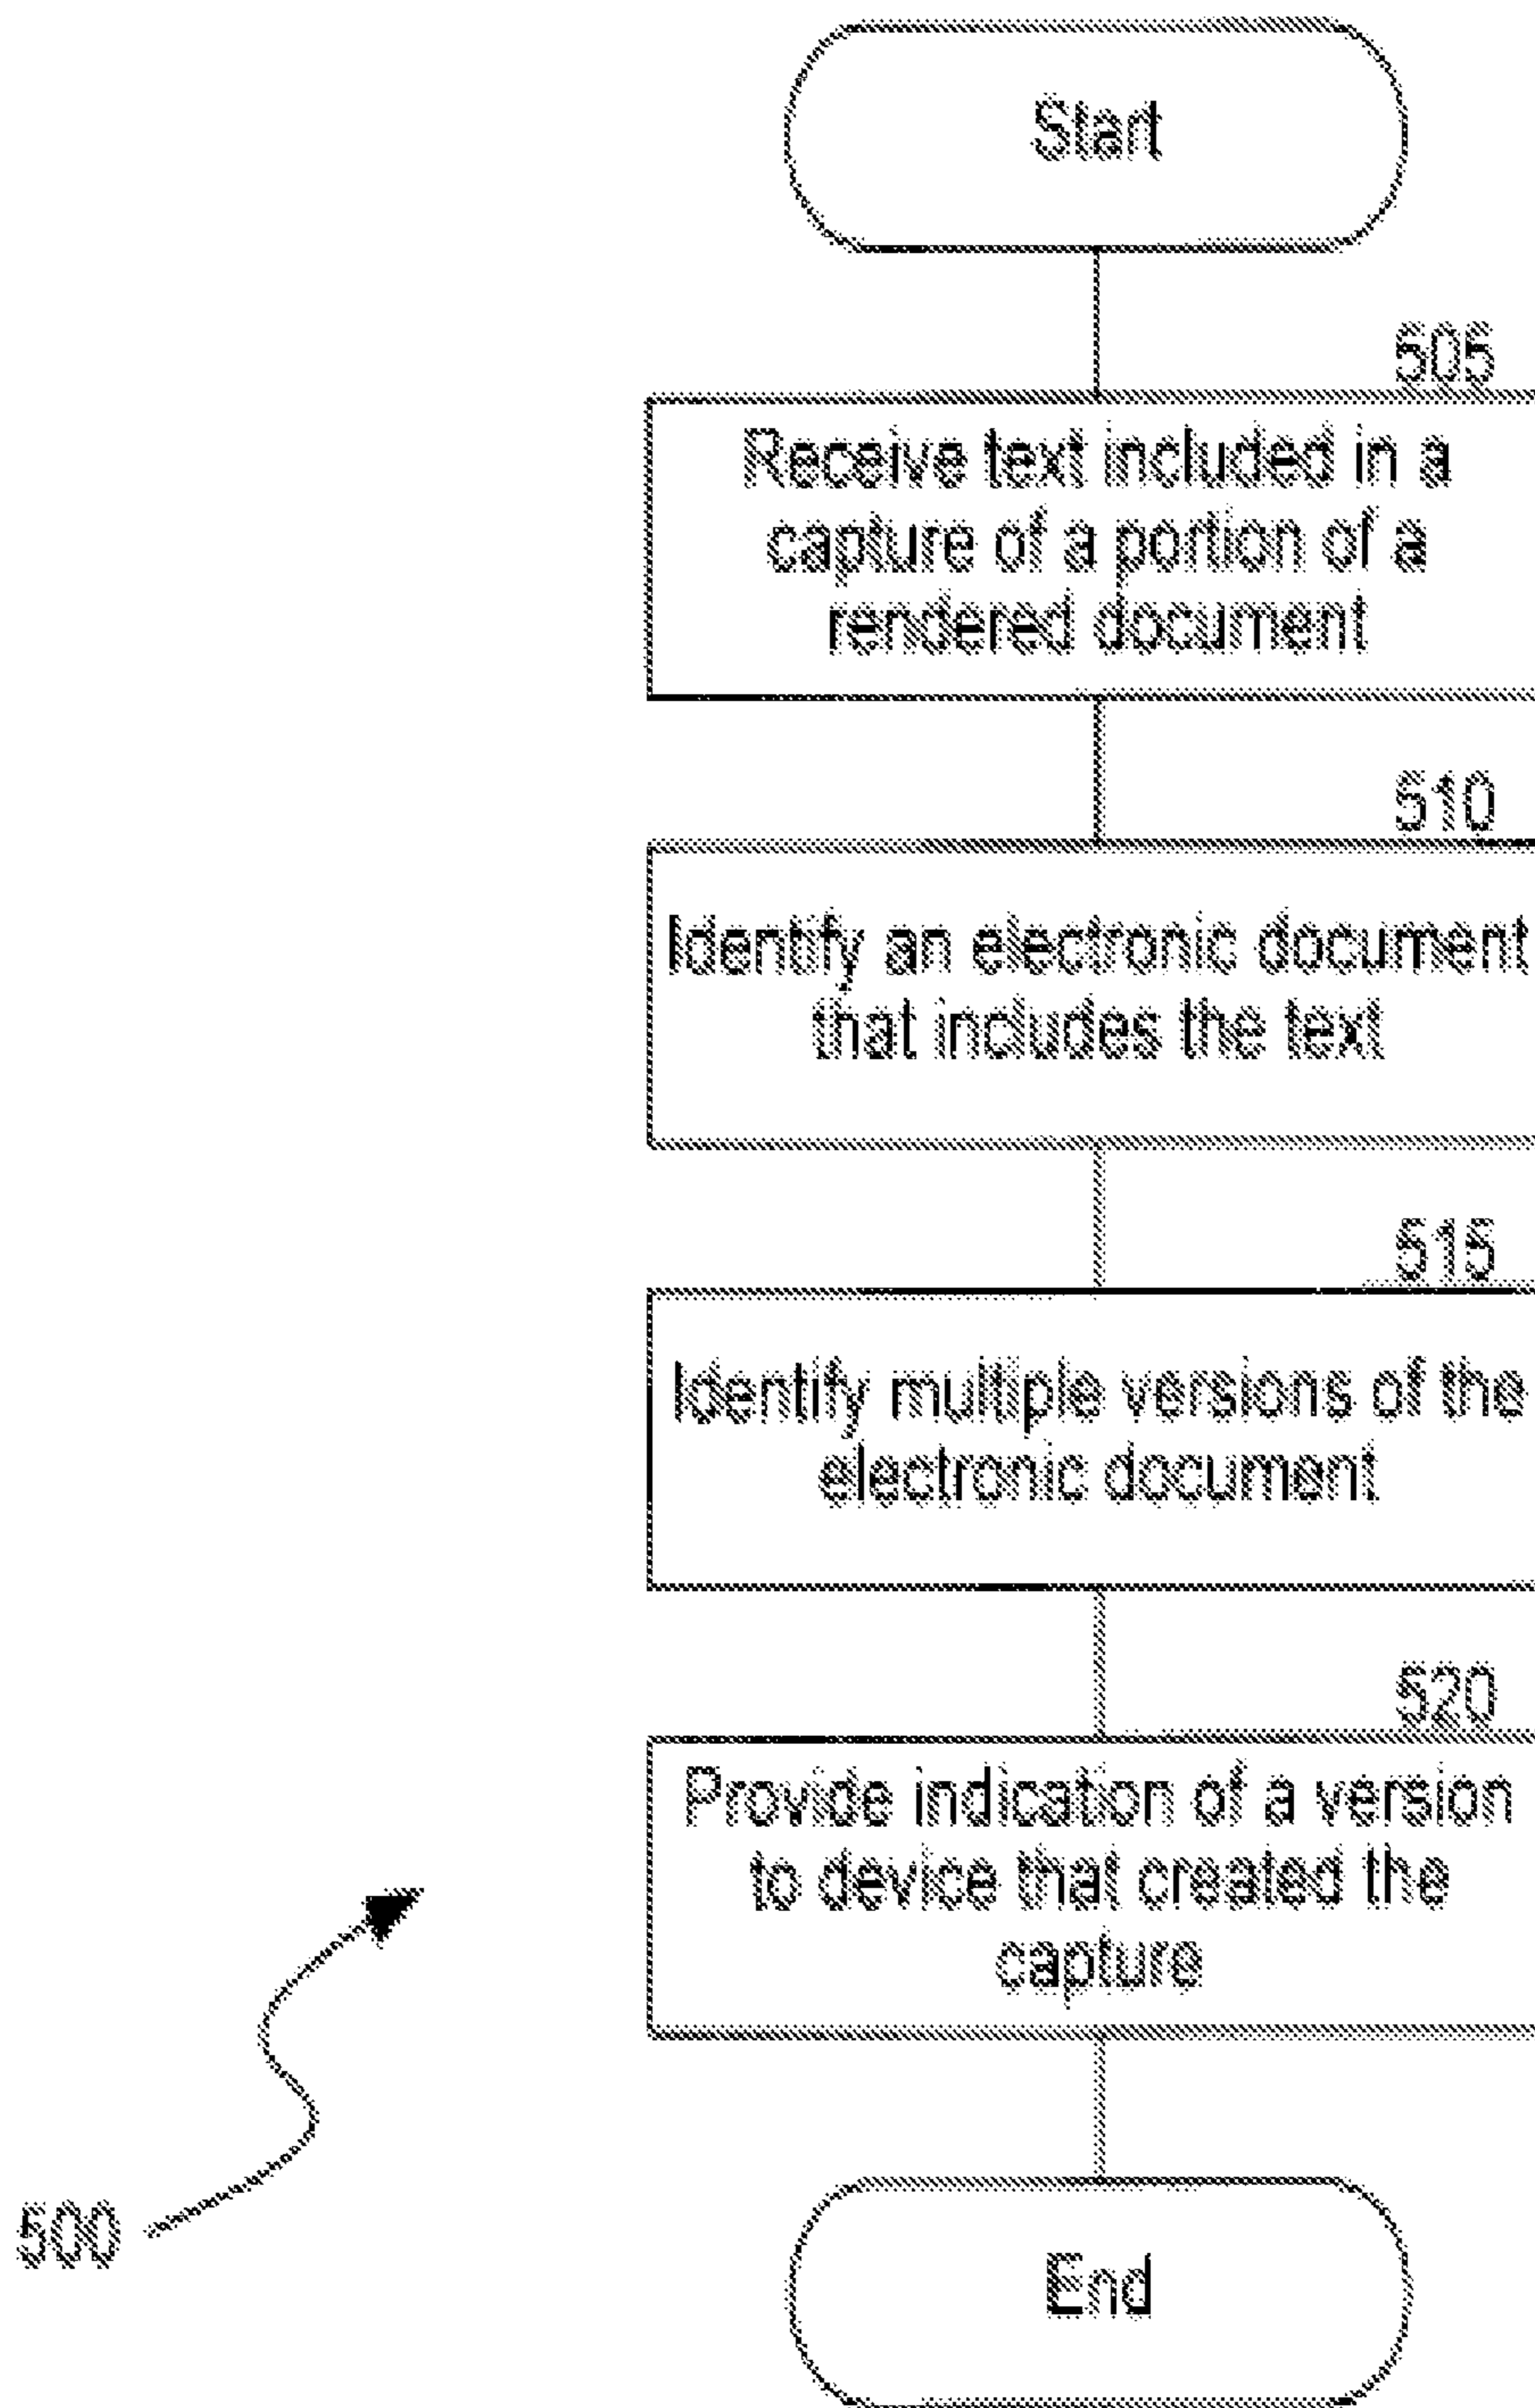 Start
505
Receive text included in a
capture of a portion of a
rendered document
510
Identify an electronic document
that includes the text
515
Identify multiple versions of the
electronic document
520
Provide indication of a version
to device that created the
capture
500
End